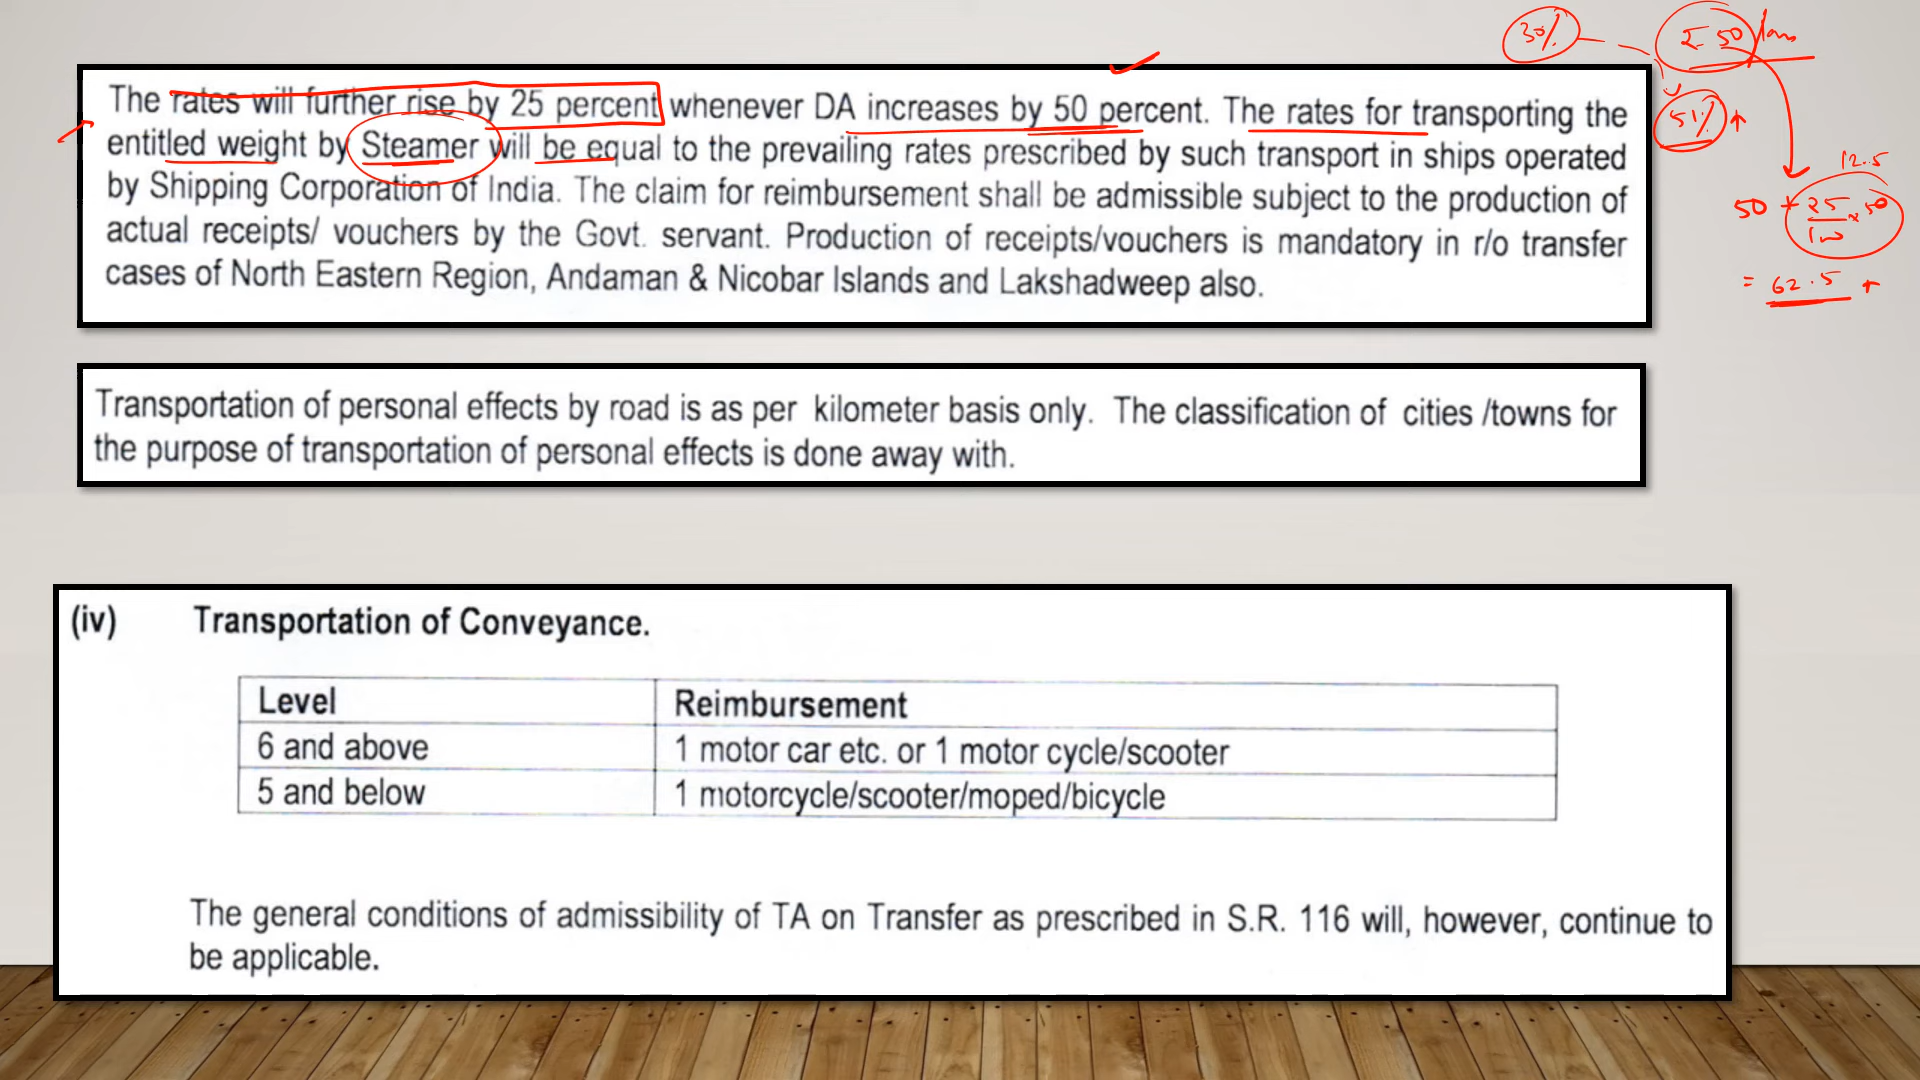 The rates will further rise by 25 percent whenever DA increases by 50 percent. The rates for transporting the
entitled weight by Steamer will be equal to the prevailing rates prescribed by such transport in ships operated
by Shipping Corporation of India. The claim for reimbursement shall be admissible subject to the production of
actual receipts/ vouchers by the Govt. servant. Production of receipts/vouchers is mandatory in r/o transfer
cases of North Eastern Region, Andaman & Nicobar Islands and Lakshadweep also.
30%
50
51% ↑
12.5
50 + 25/100 x 50
= 62.5
Transportation of personal effects by road is as per kilometer basis only. The classification of cities /towns for
the purpose of transportation of personal effects is done away with.
(iv) Transportation of Conveyance.
Level Reimbursement
6 and above 1 motor car etc. or 1 motor cycle/scooter
5 and below 1 motorcycle/scooter/moped/bicycle
The general conditions of admissibility of TA on Transfer as prescribed in S.R. 116 will, however, continue to
be applicable.